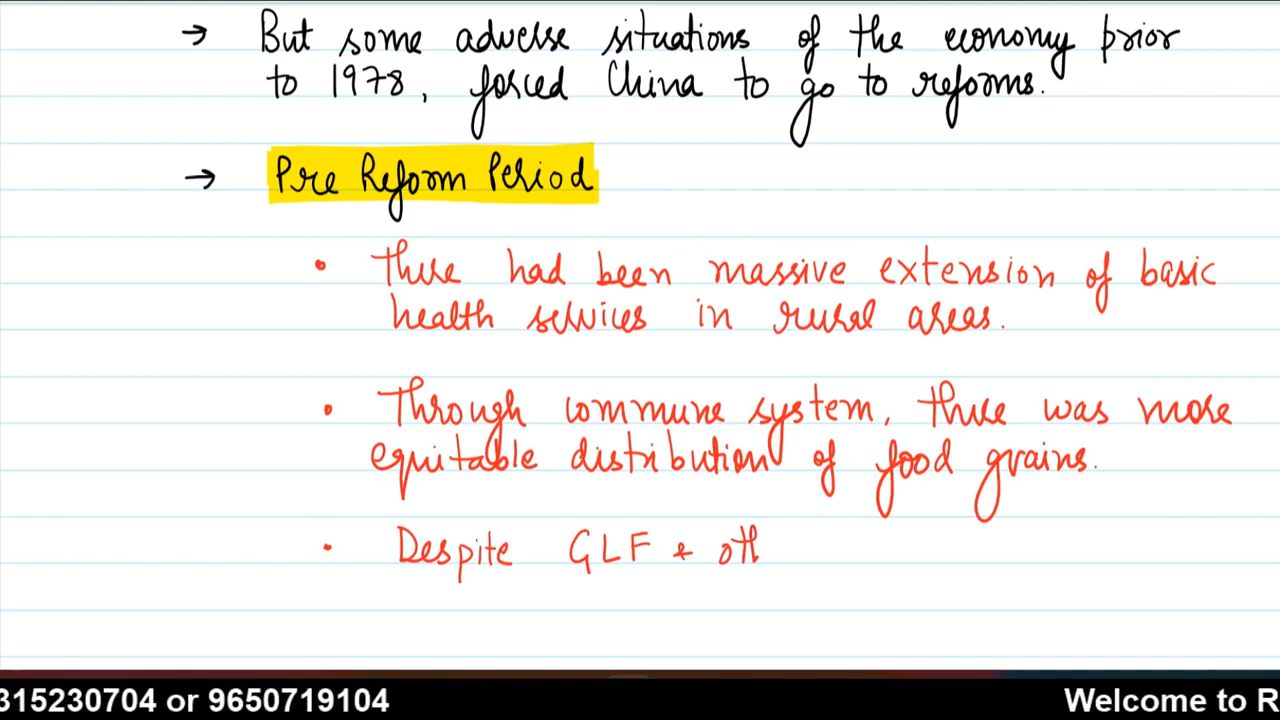 → But some adverse situations of the economy prior
to 1978, forced China to go to reforms.
→ Pre Reform Period
• There had been massive extension of basic
health services in rural areas.
• Through commune system, there was more
equitable distribution of food grains.
• Despite GLF & oth
315230704 or 9650719104
Welcome to R